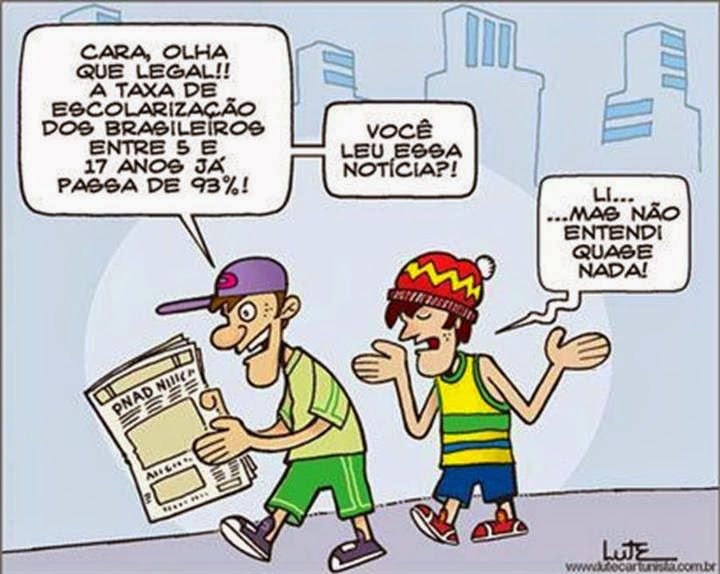 CARA, OLHA
QUE LEGAL!!
A TAXA DE
ESCOLARIZAÇÃO
DOS BRASILEIROS
ENTRE 5 E
17 ANOS JÁ
PASSA DE 93%!
VOCÊ
LEU ESSA
NOTÍCIA?!
LI...
...MAS NÃO
ENTENDI
QUASE
NADA!
PNAD
LUTE
www.lutecartunista.com.br